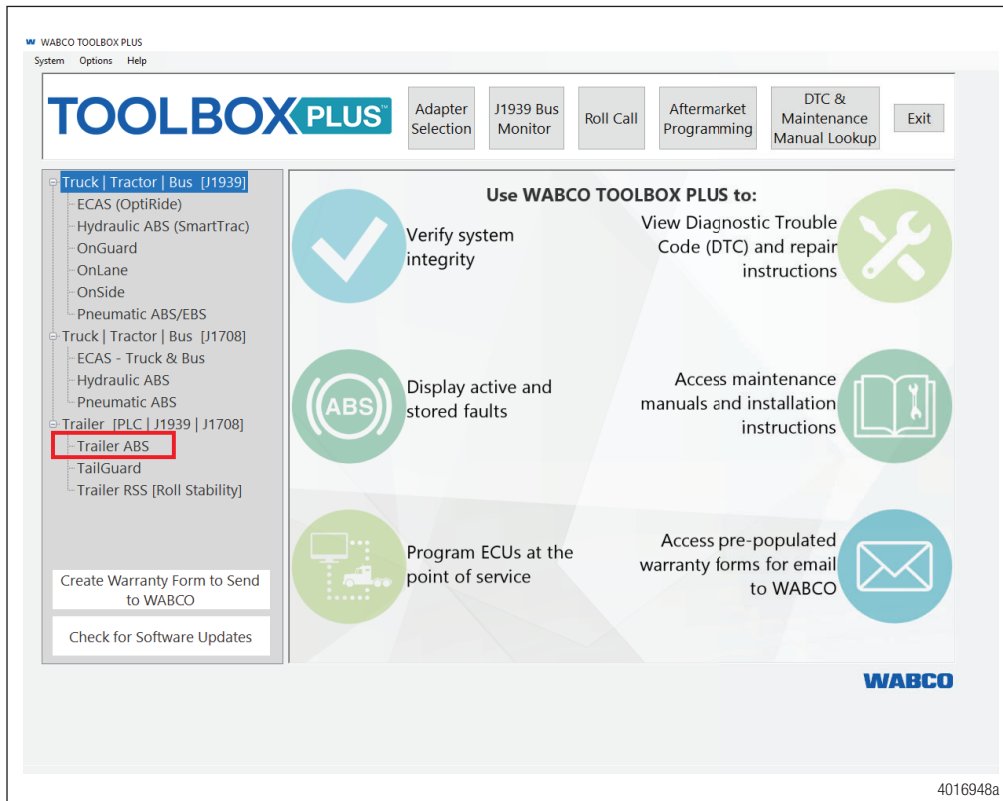 WABCO TOOLBOX PLUS
System Options Help
TOOLBOX PLUS™
Adapter
Selection
J1939 Bus
Monitor
Roll Call
Aftermarket
Programming
DTC &
Maintenance
Manual Lookup
Exit
Truck | Tractor | Bus [J1939]
ECAS (OptiRide)
Hydraulic ABS (SmartTrac)
OnGuard
OnLane
OnSide
Pneumatic ABS/EBS
Truck | Tractor | Bus [J1708]
ECAS - Truck & Bus
Hydraulic ABS
Pneumatic ABS
Trailer [PLC | J1939 | J1708]
Trailer ABS
TailGuard
Trailer RSS [Roll Stability]
Create Warranty Form to Send
to WABCO
Check for Software Updates
Use WABCO TOOLBOX PLUS to:
Verify system
integrity
View Diagnostic Trouble
Code (DTC) and repair
instructions
ABS
Display active and
stored faults
Access maintenance
manuals and installation
instructions
Program ECUs at the
point of service
Access pre-populated
warranty forms for email
to WABCO
WABCO
4016948a